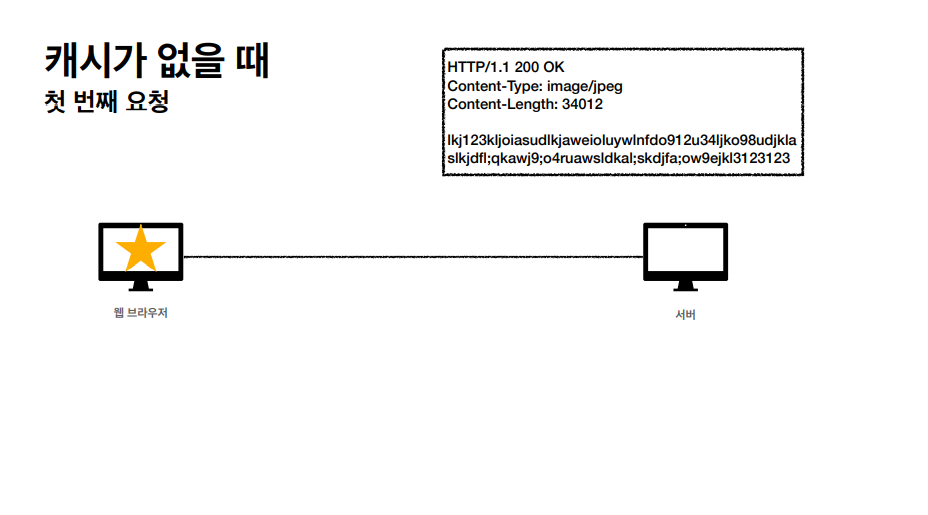 캐시가 없을 때
첫 번째 요청
HTTP/1.1 200 OK
Content-Type: image/jpeg
Content-Length: 34012
lkj123kljoiasudlkjaweioluywlnfdo912u34ljko98udjkla
slkjdfl;qkawj9;o4ruawsldkal;skdjfa;ow9ejkl3123123
웹 브라우저
서버